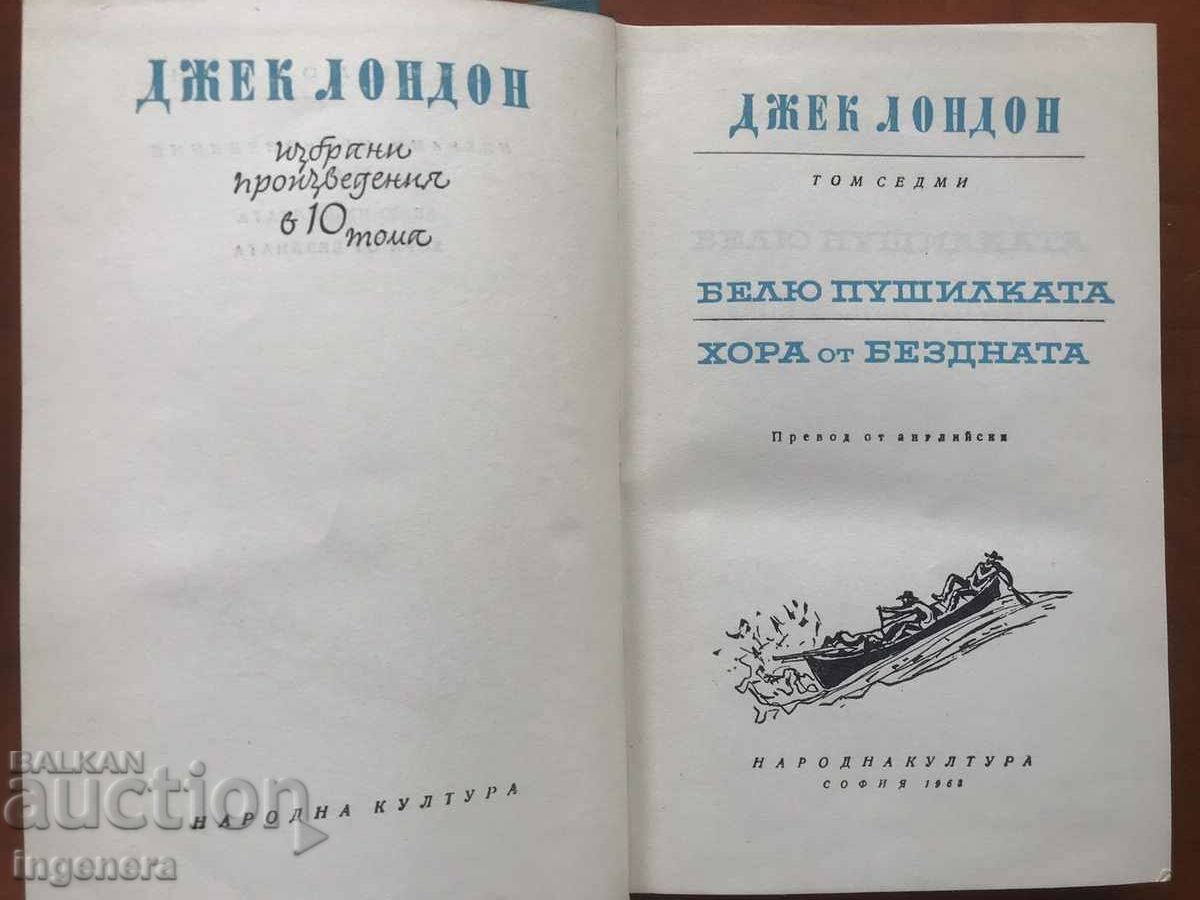 ДЖЕК ЛОНДОН
избрани
произведения
в 10 тома
НАРОДНА КУЛТУРА
ДЖЕК ЛОНДОН
ТОМ СЕДМИ
БЕЛЮ ПУШИЛКАТА
ХОРА от БЕЗДНАТА
Превод от английски
НАРОДНА КУЛТУРА
СОФИЯ 1968
BALKAN
auction
ingenera